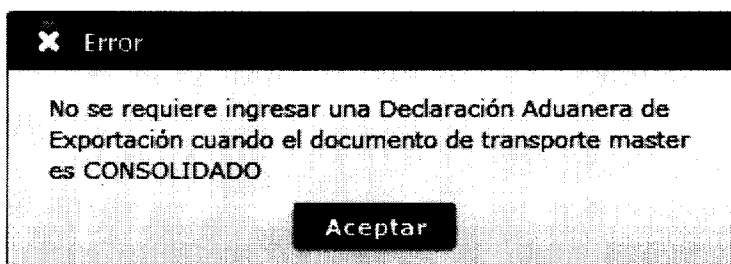 Error
No se requiere ingresar una Declaración Aduanera de
Exportación cuando el documento de transporte master
es CONSOLIDADO
Aceptar